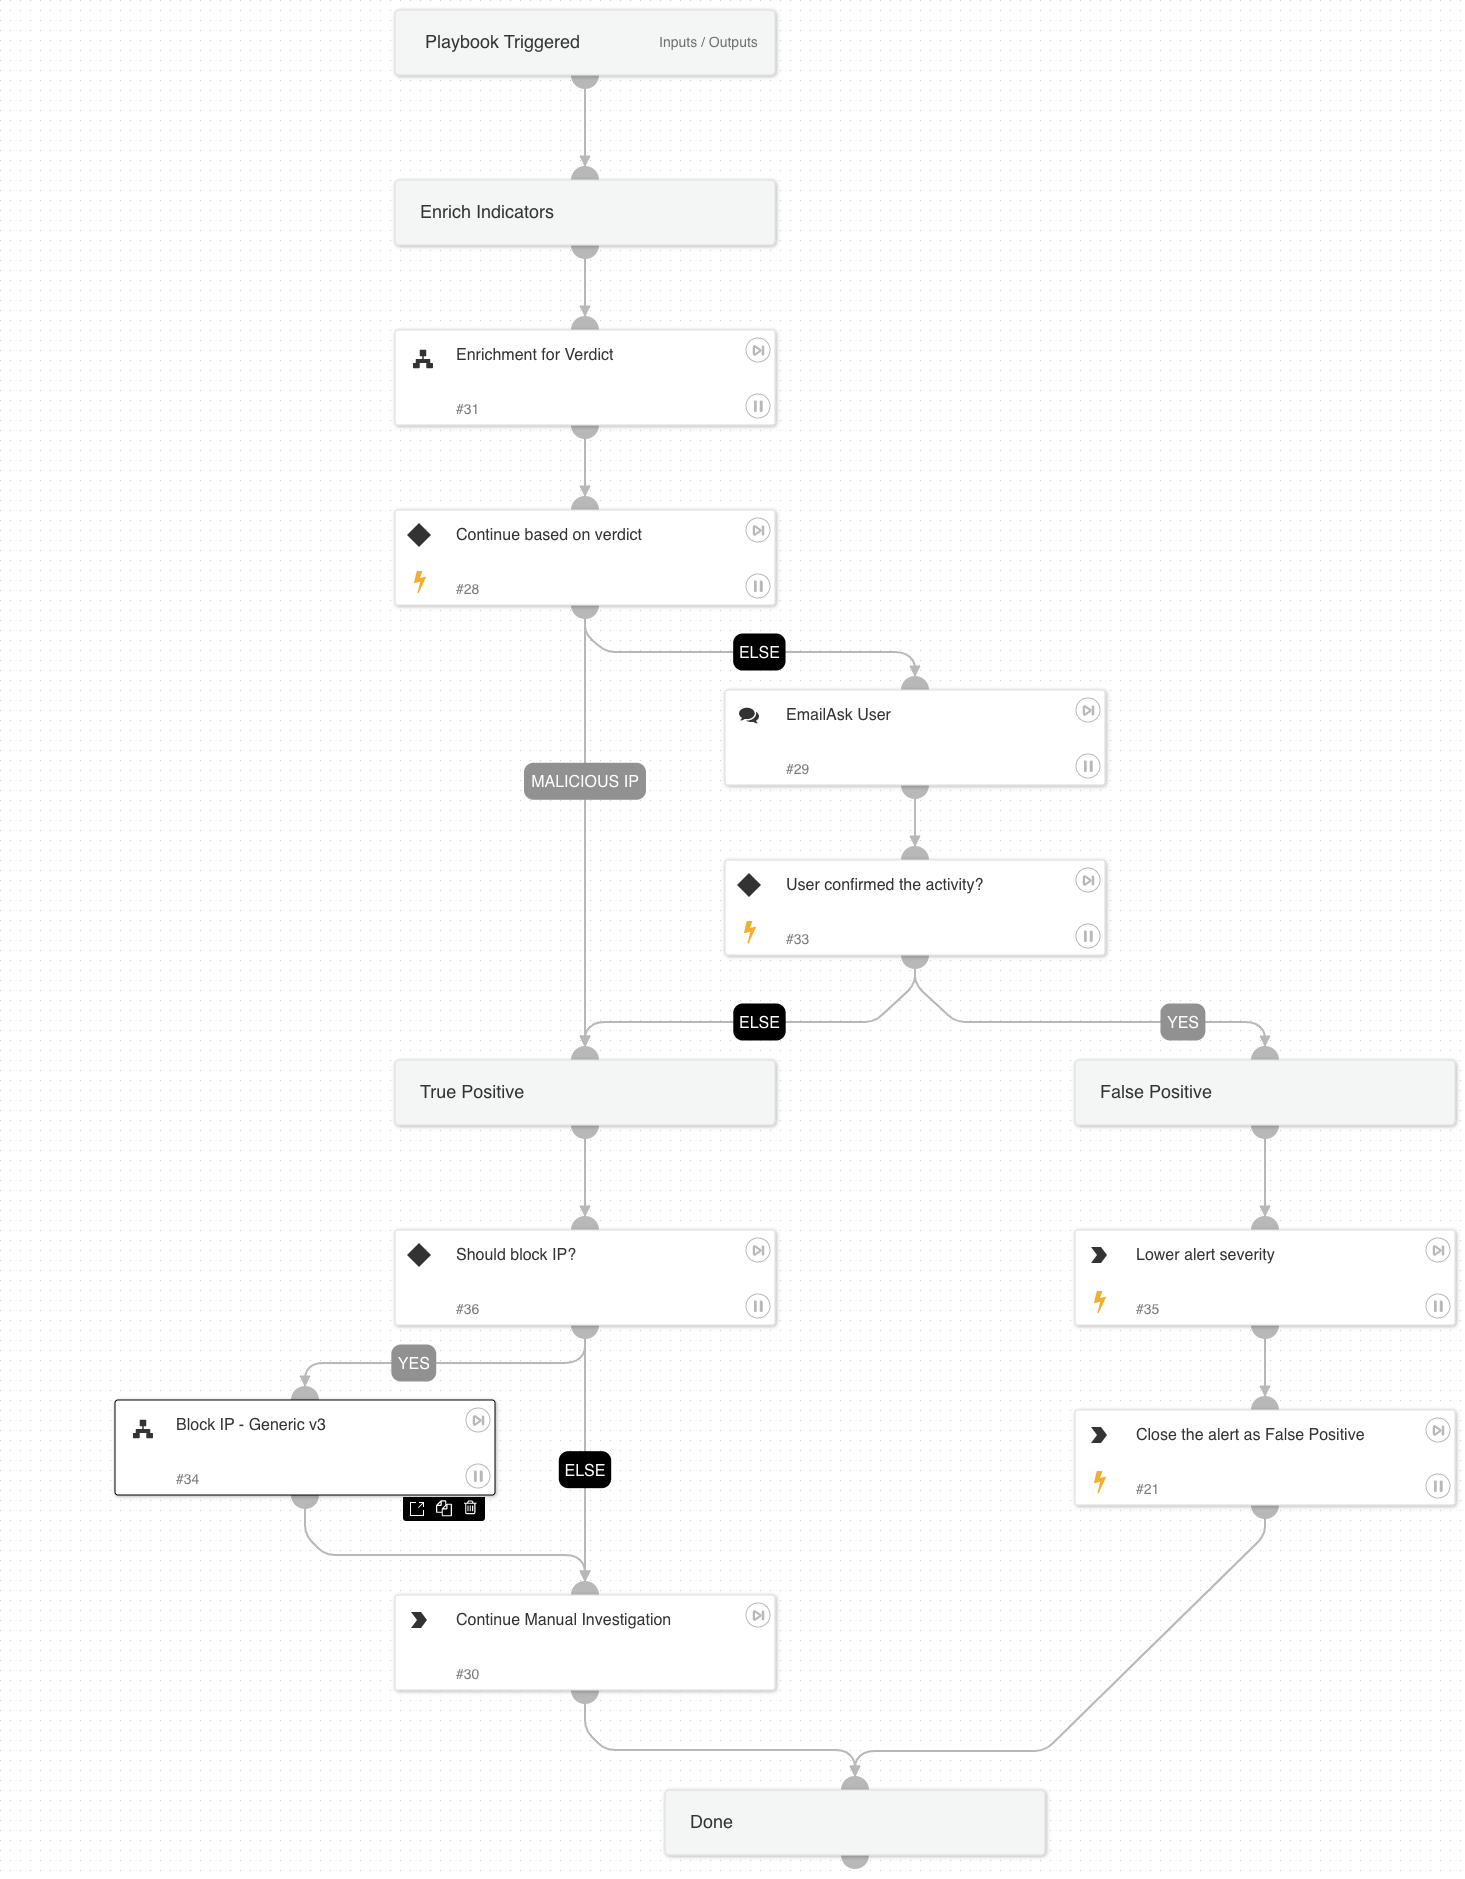 Playbook Triggered
Inputs / Outputs
Enrich Indicators
Enrichment for Verdict
#31
Continue based on verdict
#28
ELSE
EmailAsk User
#29
MALICIOUS IP
User confirmed the activity?
#33
ELSE
YES
True Positive
False Positive
Should block IP?
#36
Lower alert severity
#35
YES
Block IP - Generic v3
#34
ELSE
Close the alert as False Positive
#21
Continue Manual Investigation
#30
Done